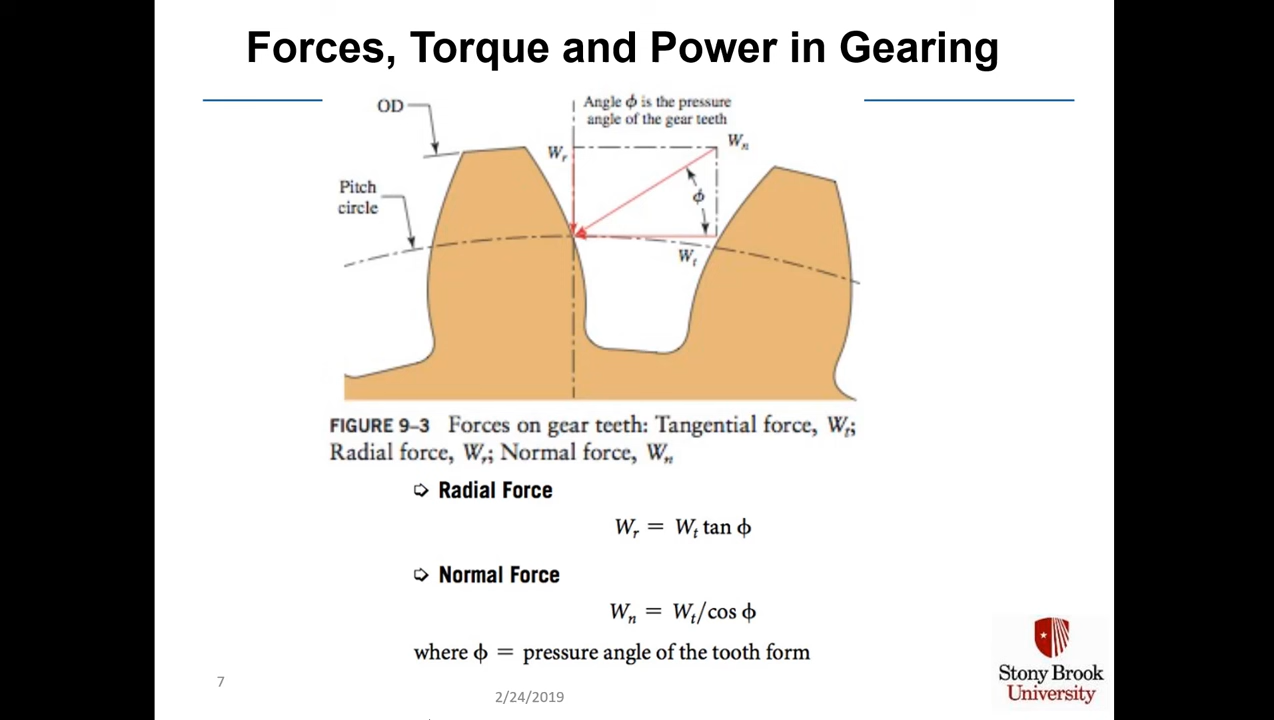 Forces, Torque and Power in Gearing
OD
Angle ϕ is the pressure
angle of the gear teeth
Wᵣ
Wₙ
Pitch
circle
ϕ
Wₜ
FIGURE 9–3 Forces on gear teeth: Tangential force, Wₜ;
Radial force, Wᵣ; Normal force, Wₙ
➩ Radial Force
Wᵣ = Wₜ tan ϕ
➩ Normal Force
Wₙ = Wₜ/cos ϕ
where ϕ = pressure angle of the tooth form
7
2/24/2019
Stony Brook
University